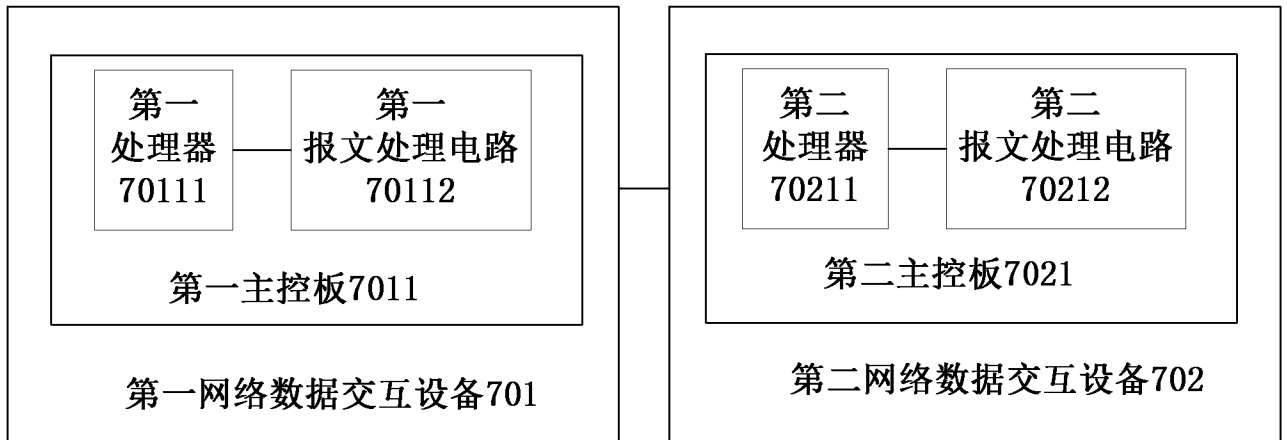 第一
处理器
70111
第一
报文处理电路
70112
第一主控板7011
第一网络数据交互设备701
第二
处理器
70211
第二
报文处理电路
70212
第二主控板7021
第二网络数据交互设备702